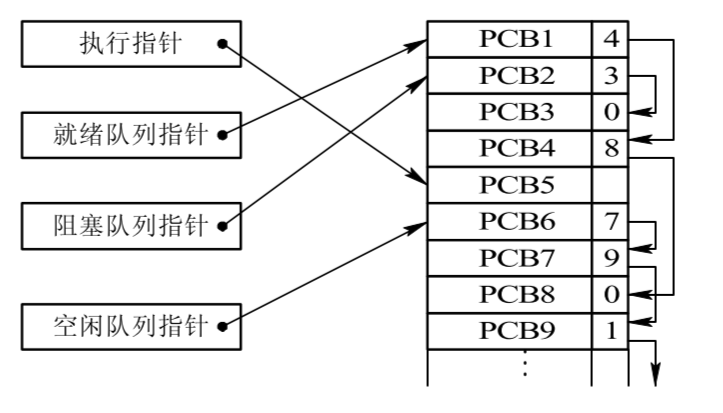 执行指针
就绪队列指针
阻塞队列指针
空闲队列指针
PCB1 4
PCB2 3
PCB3 0
PCB4 8
PCB5
PCB6 7
PCB7 9
PCB8 0
PCB9 1
⋮